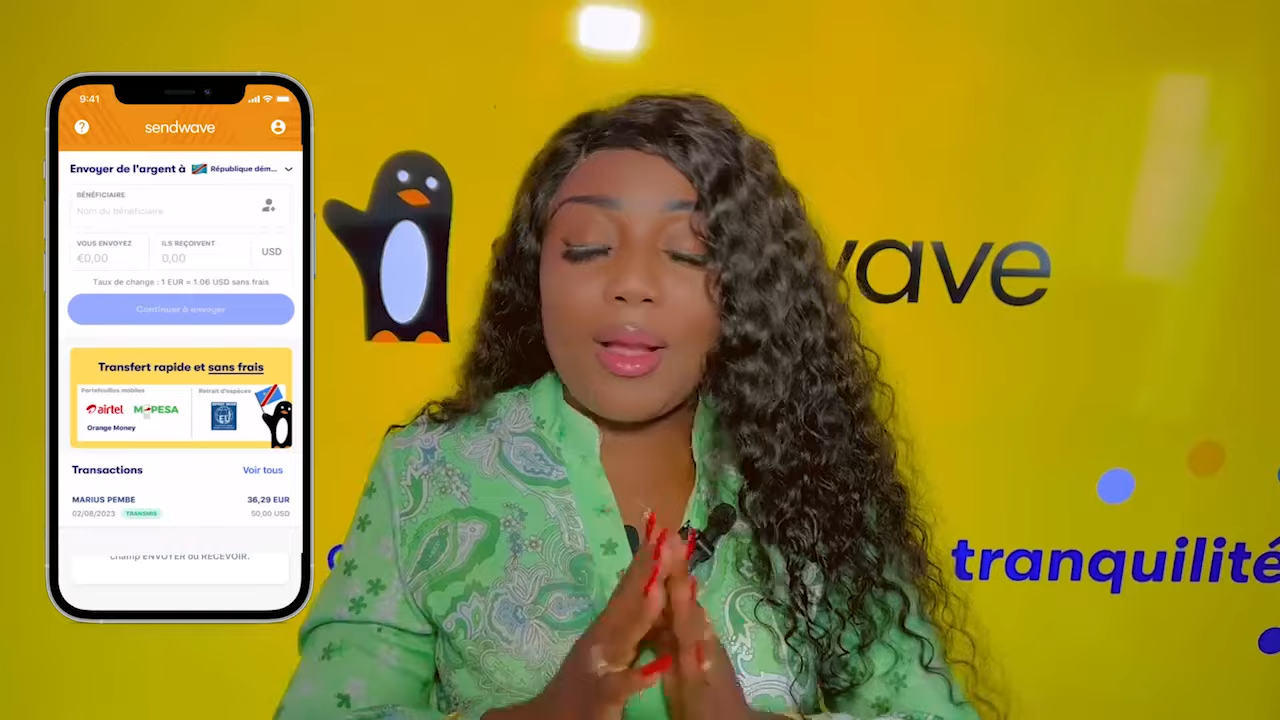 9:41
sendwave
Envoyer de l'argent à République dém...
BÉNÉFICIAIRE
Nom du bénéficiaire
VOUS ENVOYEZ
€0,00
ILS REÇOIVENT
0,00
USD
Taux de change : 1 EUR = 1.06 USD sans frais
Continuer à envoyer
Transfert rapide et sans frais
Portefeuilles mobiles
airtel
M-PESA
Orange Money
Retrait d'espèces
Transactions
Voir tous
MARIUS PEMBE
36,29 EUR
02/08/2023
TRANSMIS
50,00 USD
champ ENVOYER ou RECEVOIR.
wave
tranquilité